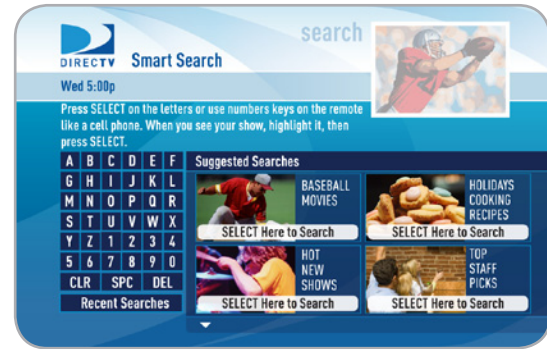 search
DIRECTV Smart Search
Wed 5:00p
Press SELECT on the letters or use numbers keys on the remote
like a cell phone. When you see your show, highlight it, then
press SELECT.
A B C D E F
G H I J K L
M N O P Q R
S T U V W X
Y Z 1 2 3 4
5 6 7 8 9 0
CLR SPC DEL
Recent Searches
Suggested Searches
BASEBALL
MOVIES
SELECT Here to Search
HOLIDAYS
COOKING
RECIPES
SELECT Here to Search
HOT
NEW
SHOWS
SELECT Here to Search
TOP
STAFF
PICKS
SELECT Here to Search